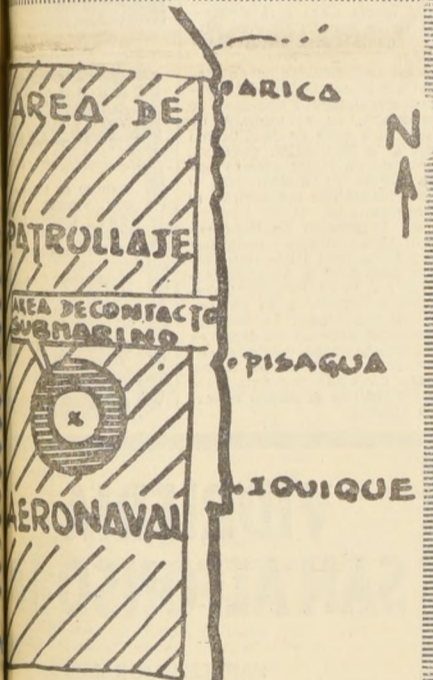 ARICA
AREA DE
N
PATRULLAJE
AREA DE CONTACTO
SUBMARINO
PISAGUA
x
IQUIQUE
AERONAVAL